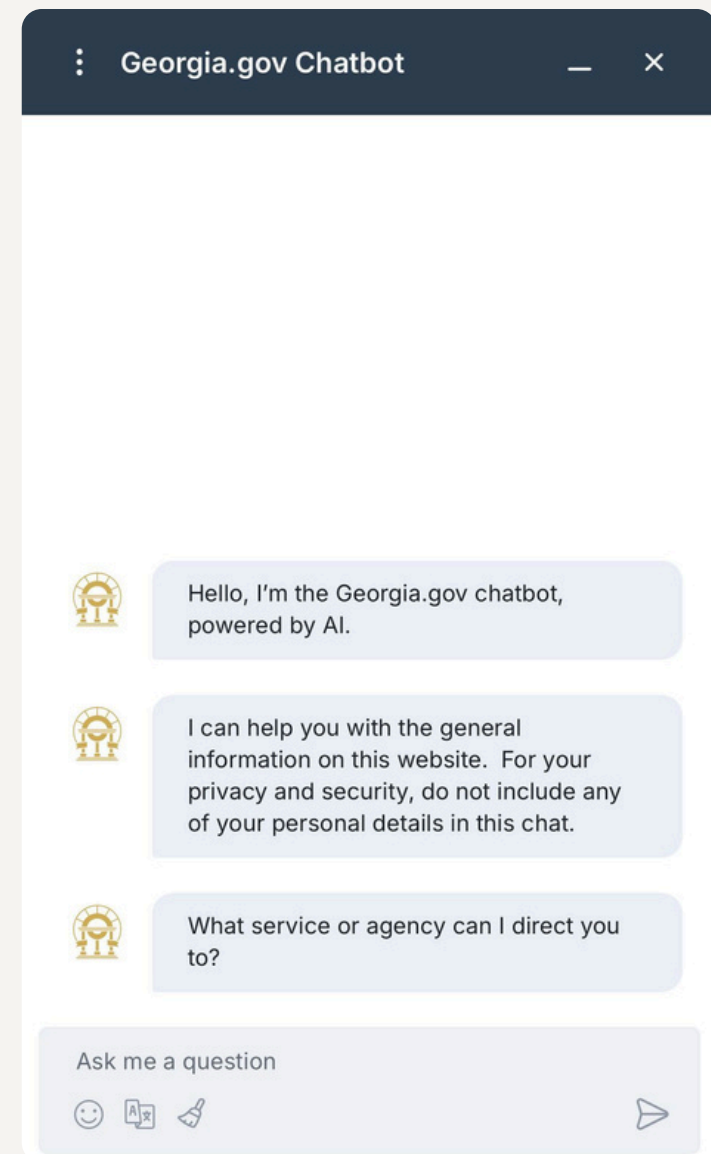 Georgia.gov Chatbot
Hello, I’m the Georgia.gov chatbot,
powered by AI.
I can help you with the general
information on this website.  For your
privacy and security, do not include any
of your personal details in this chat.
What service or agency can I direct you
to?
Ask me a question